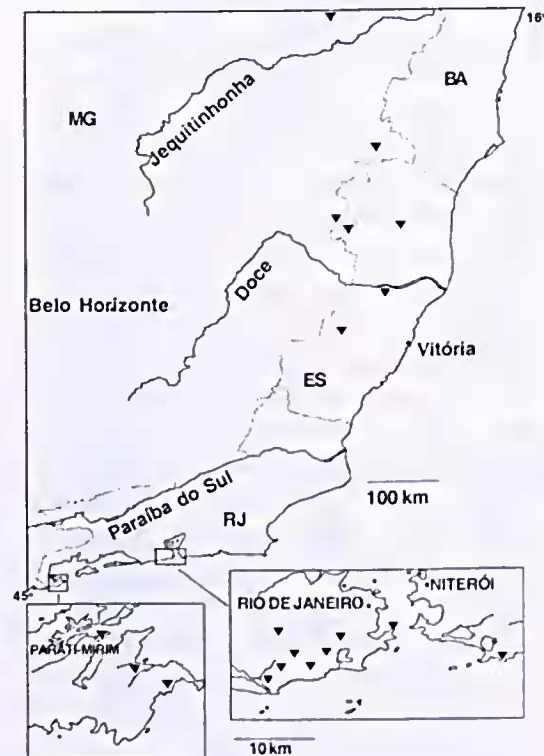 16°
BA
MG
Jequitinhonha
Doce
Belo Horizonte
Vitória
ES
100 km
Paraíba do Sul
RJ
45°
NITERÓI
RIO DE JANEIRO
PARATI-MIRIM
10 km